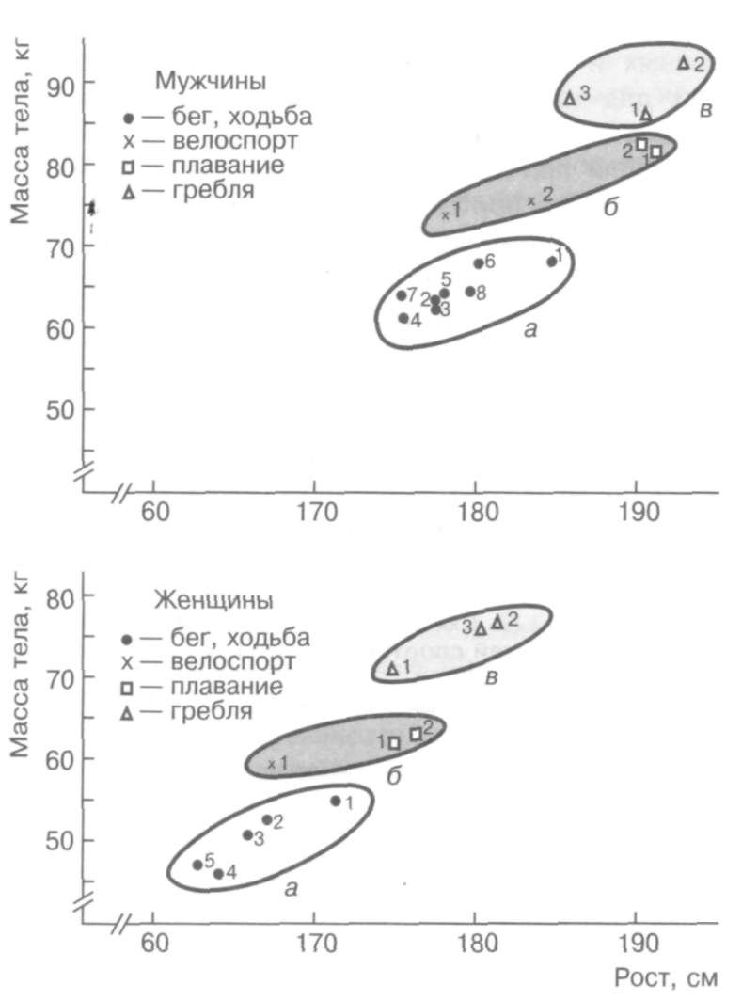 Масса тела, кг
Мужчины
● — бег, ходьба
x — велоспорт
□ — плавание
Δ — гребля
90
80
70
60
50
3
2
1
в
2
1
1
2
б
7
2
5
6
1
4
3
8
а
60
170
180
190
Масса тела, кг
Женщины
● — бег, ходьба
x — велоспорт
□ — плавание
Δ — гребля
80
70
60
50
3
2
1
в
1
1
2
б
1
2
3
5
4
а
60
170
180
190
Рост, см